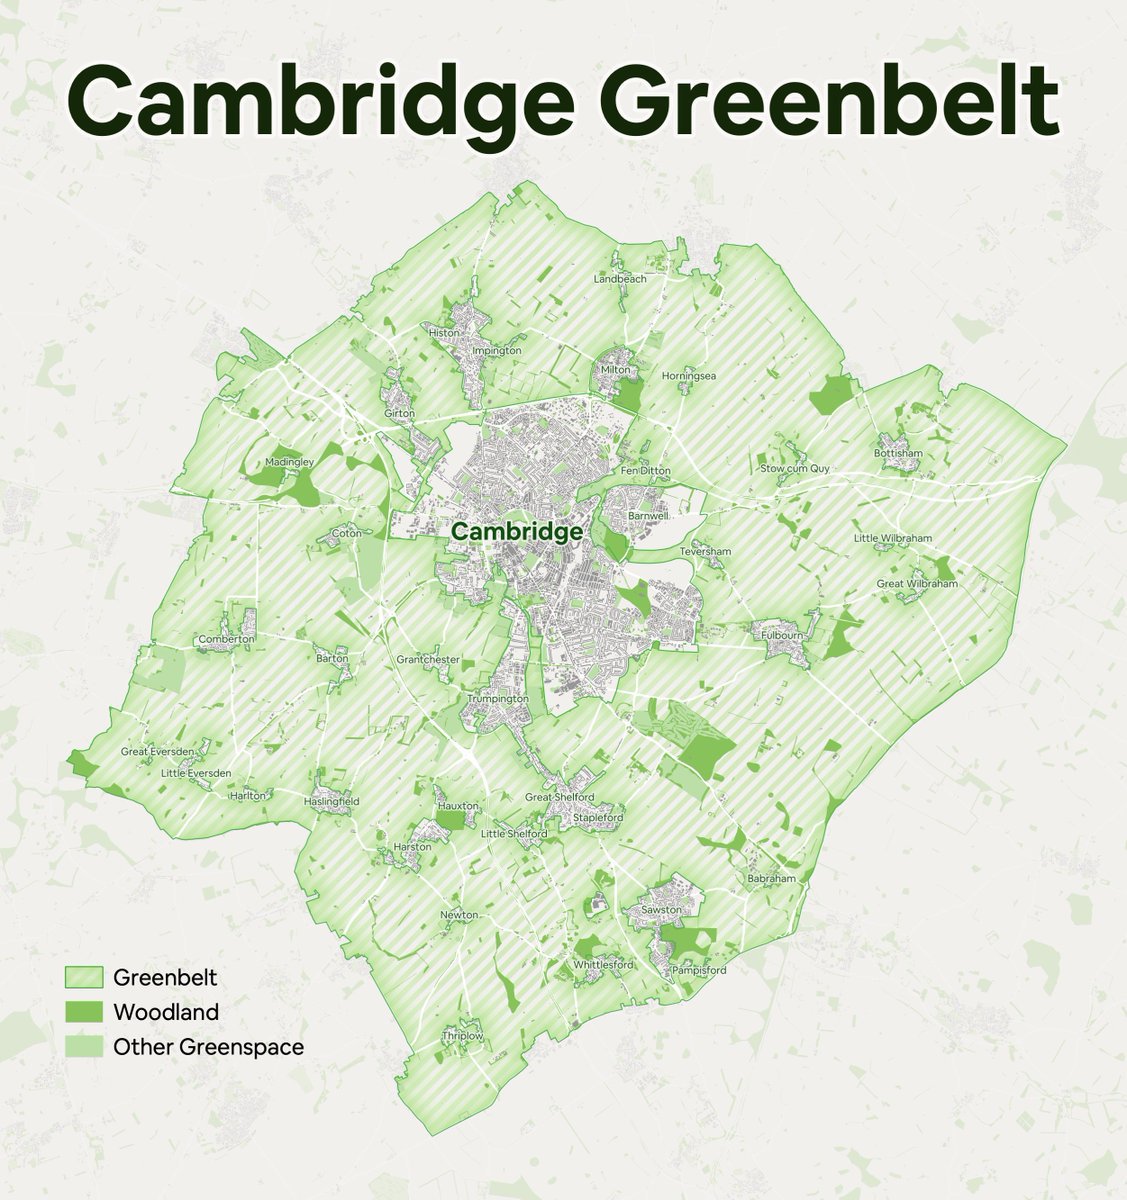 Cambridge Greenbelt
Landbeach
Histon
Impington
Milton
Horningsea
Girton
Madingley
Fen Ditton
Stow cum Quy
Bottisham
Barnwell
Cambridge
Coton
Teversham
Little Wilbraham
Great Wilbraham
Comberton
Barton
Grantchester
Fulbourn
Trumpington
Great Eversden
Little Eversden
Harlton
Haslingfield
Hauxton
Great Shelford
Stapleford
Little Shelford
Harston
Babraham
Newton
Sawston
Whittlesford
Pampisford
Thriplow
Greenbelt
Woodland
Other Greenspace